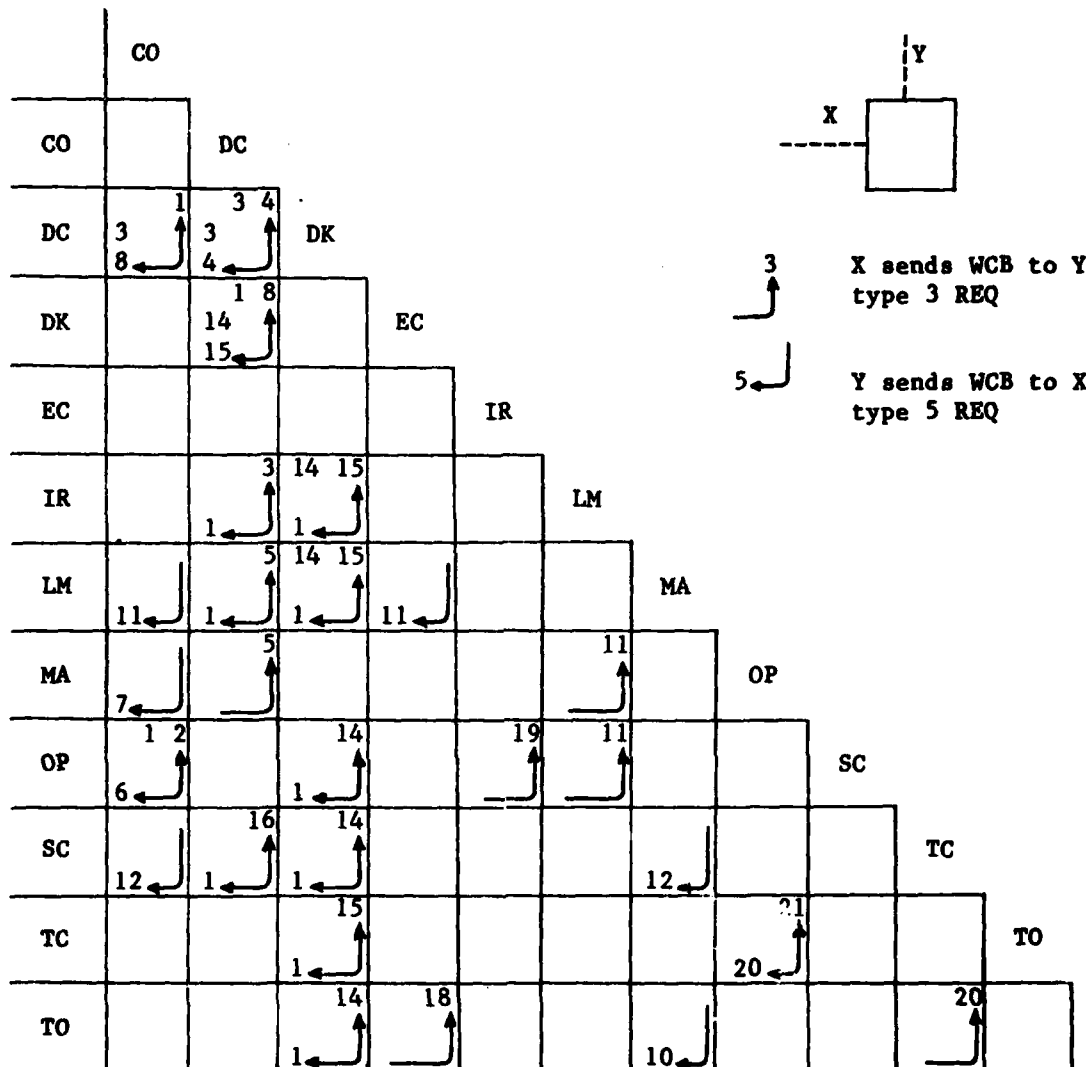 CO
Y
X
CO DC
1 3 4
DC 3 3 DK
8 4
3 X sends WCB to Y
type 3 REQ
1 8
DK 14 EC
15
5 Y sends WCB to X
type 5 REQ
EC IR
3 14 15
IR LM
1 1
5 14 15
LM MA
11 1 1 11
5 11
MA OP
7
1 2 14 19 11
OP SC
6 1
16 14
SC TC
12 1 1 12
15 21
TC TO
1 20
14 18 20
TO
1 10